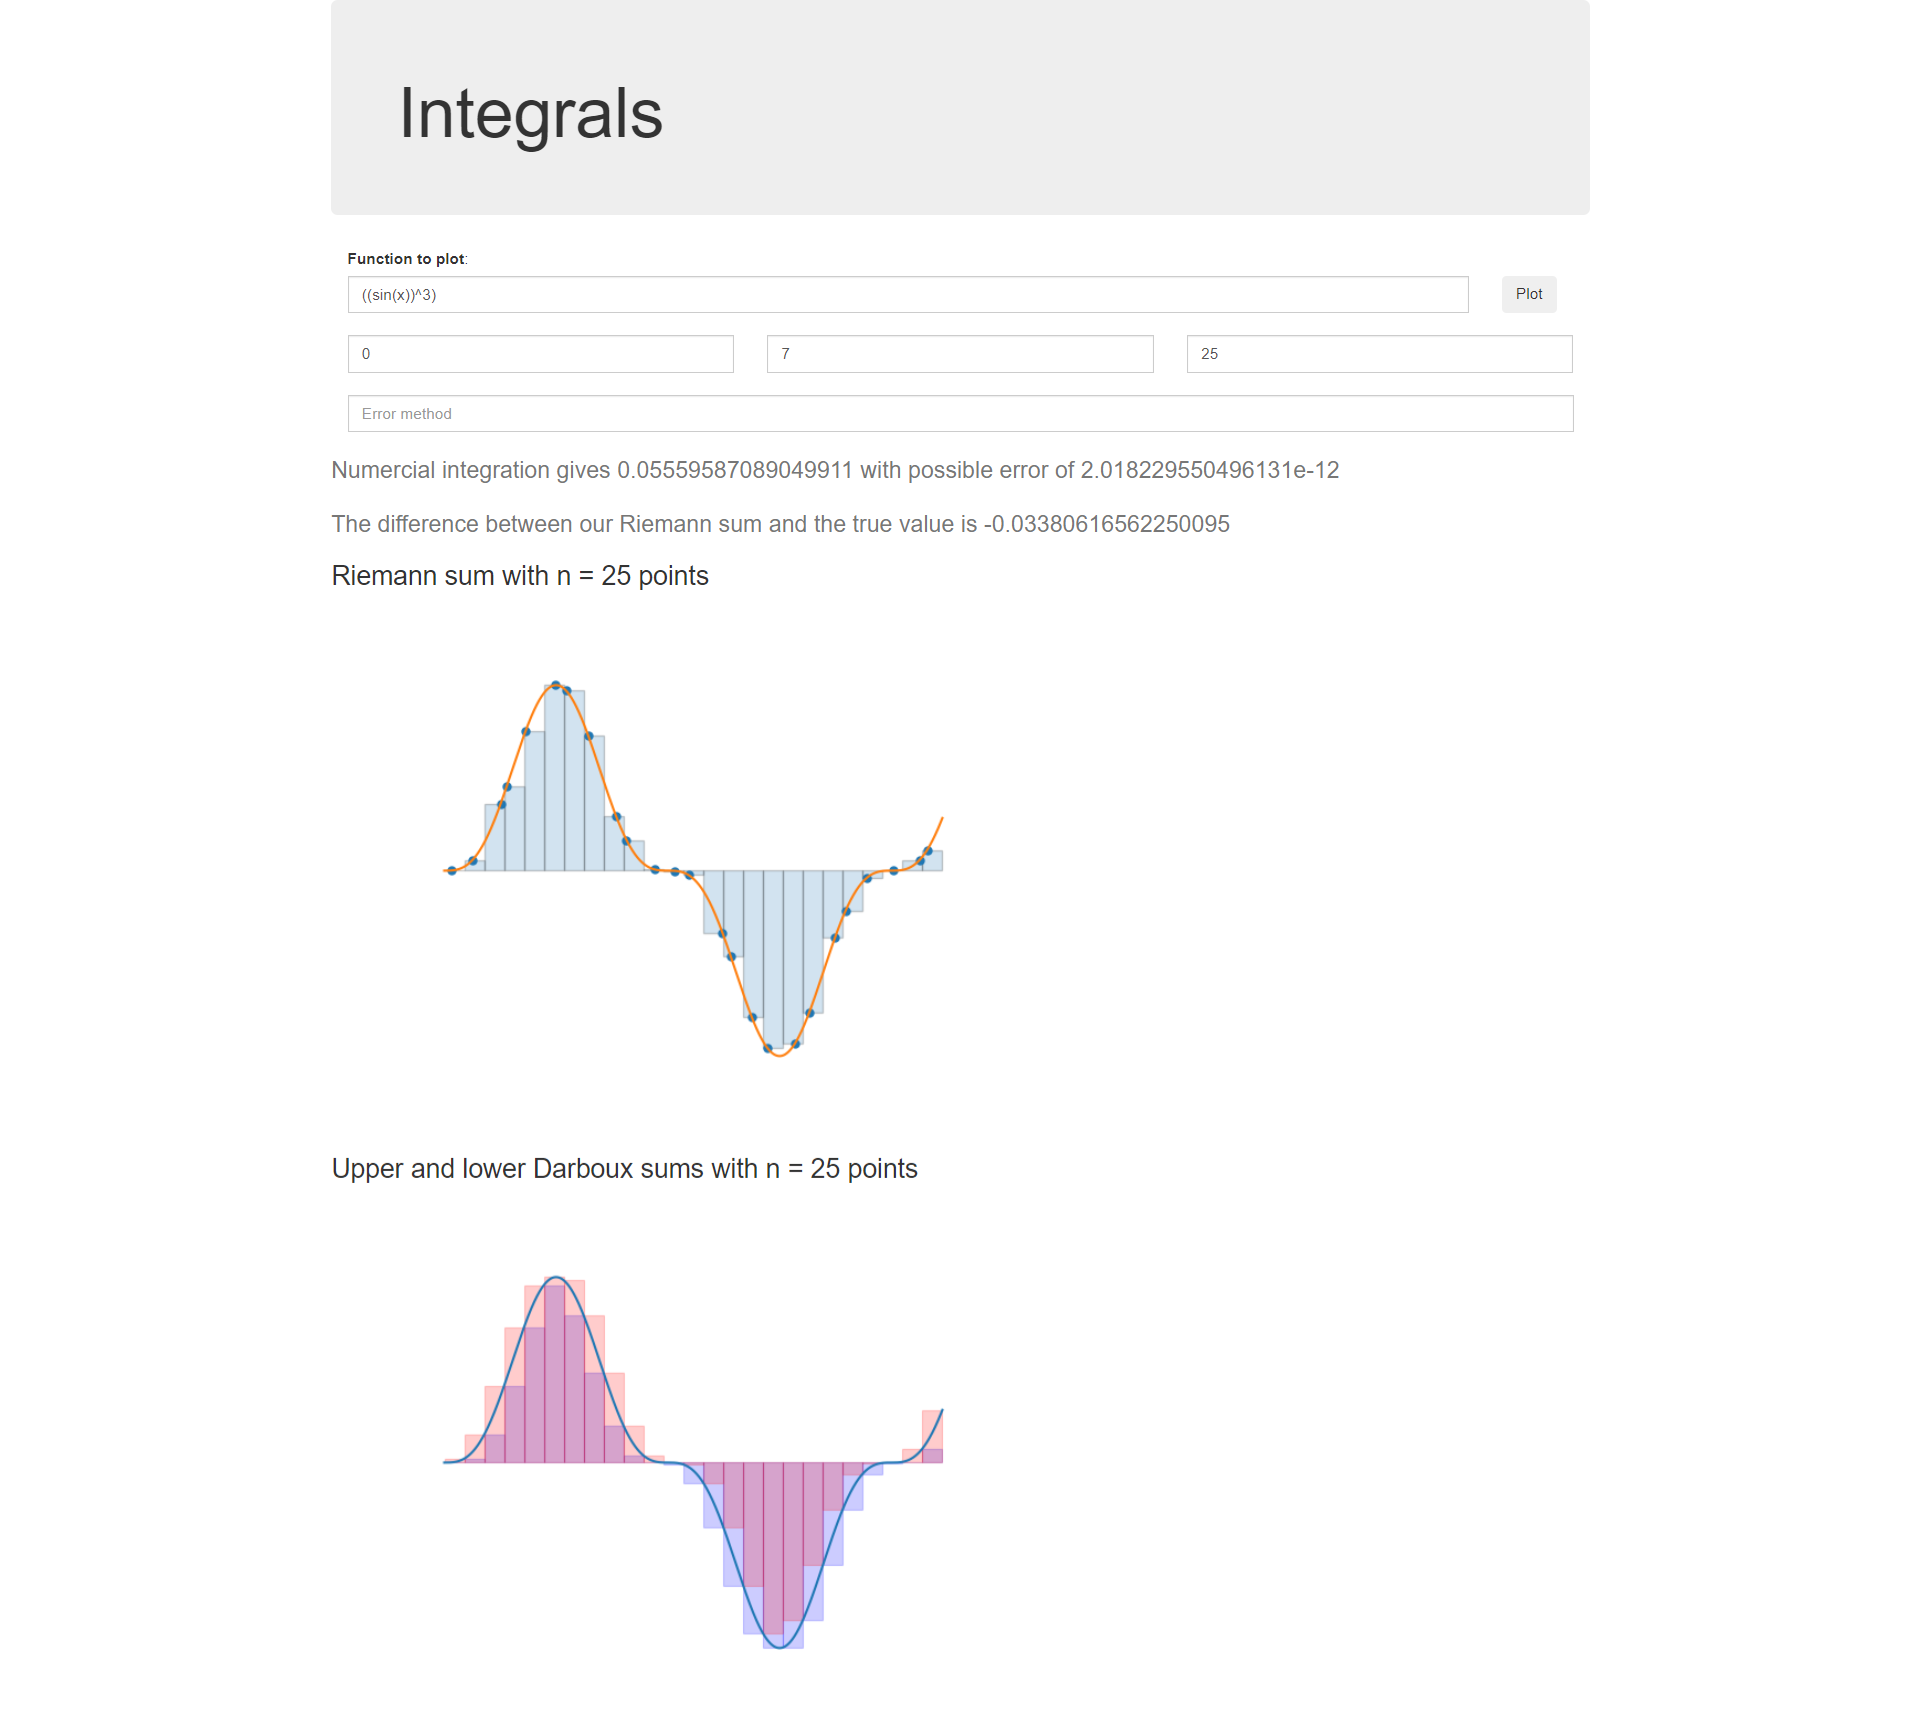 Integrals
Function to plot:
((sin(x))^3)
Plot
0 7 25
Error method
Numercial integration gives 0.05559587089049911 with possible error of 2.018229550496131e-12
The difference between our Riemann sum and the true value is -0.03380616562250095
Riemann sum with n = 25 points
Upper and lower Darboux sums with n = 25 points